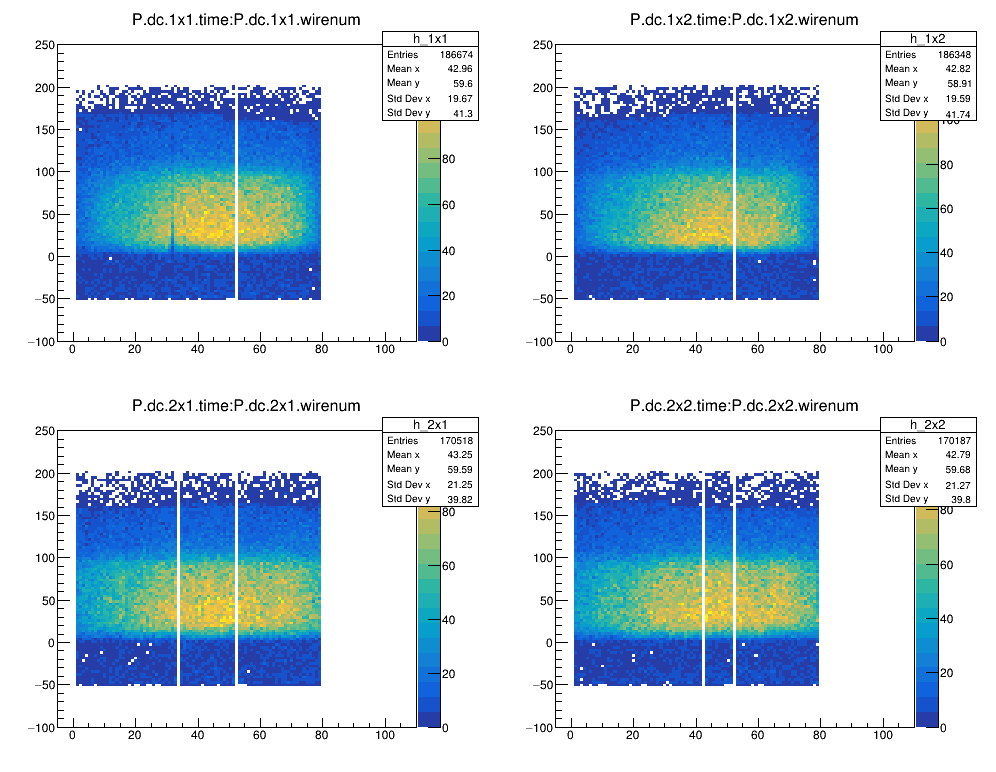 P.dc.1x1.time:P.dc.1x1.wirenum
h_1x1
Entries 186674
Mean x 42.96
Mean y 59.6
Std Dev x 19.67
Std Dev y 41.3
250
200
150
100
50
0
−50
−100
0 20 40 60 80 100
80
60
40
20
0
P.dc.1x2.time:P.dc.1x2.wirenum
h_1x2
Entries 186348
Mean x 42.82
Mean y 58.91
Std Dev x 19.59
Std Dev y 41.74
250
200
150
100
50
0
−50
−100
0 20 40 60 80 100
100
80
60
40
20
0
P.dc.2x1.time:P.dc.2x1.wirenum
h_2x1
Entries 170518
Mean x 43.25
Mean y 59.59
Std Dev x 21.25
Std Dev y 39.82
250
200
150
100
50
0
−50
−100
0 20 40 60 80 100
80
60
40
20
0
P.dc.2x2.time:P.dc.2x2.wirenum
h_2x2
Entries 170187
Mean x 42.79
Mean y 59.68
Std Dev x 21.27
Std Dev y 39.8
250
200
150
100
50
0
−50
−100
0 20 40 60 80 100
80
60
40
20
0